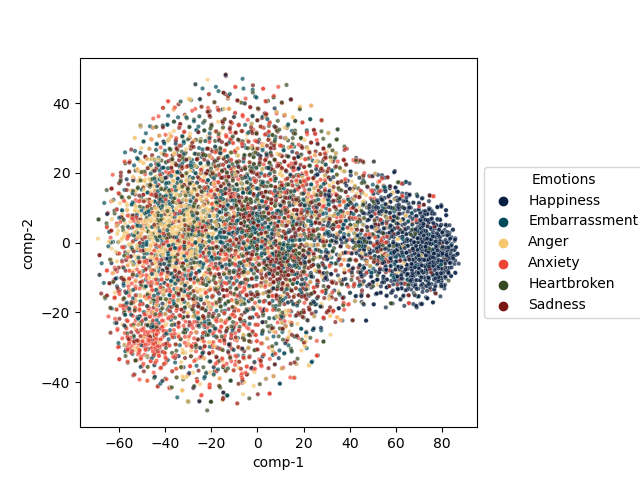 40
20
0
−20
−40
comp-2
−60
−40
−20
0
20
40
60
80
comp-1
Emotions
Happiness
Embarrassment
Anger
Anxiety
Heartbroken
Sadness